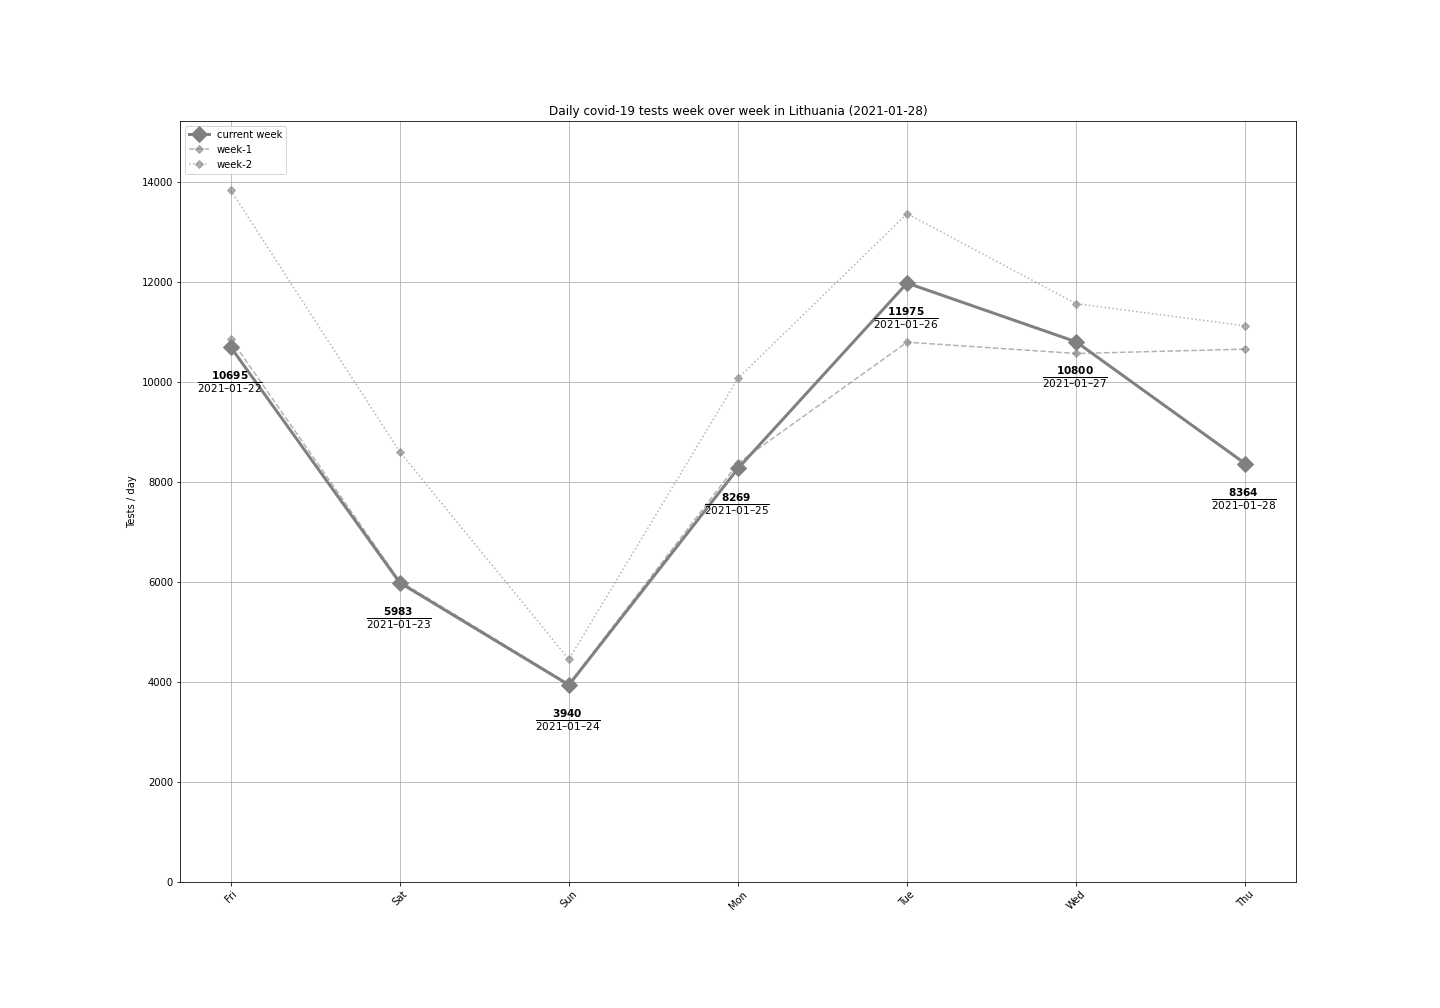 Daily covid-19 tests week over week in Lithuania (2021-01-28)
current week
week-1
week-2
14000
12000
10000
8000
6000
4000
2000
0
Tests / day
10695
2021-01-22
5983
2021-01-23
3940
2021-01-24
8269
2021-01-25
11975
2021-01-26
10800
2021-01-27
8364
2021-01-28
Fri
Sat
Sun
Mon
Tue
Wed
Thu